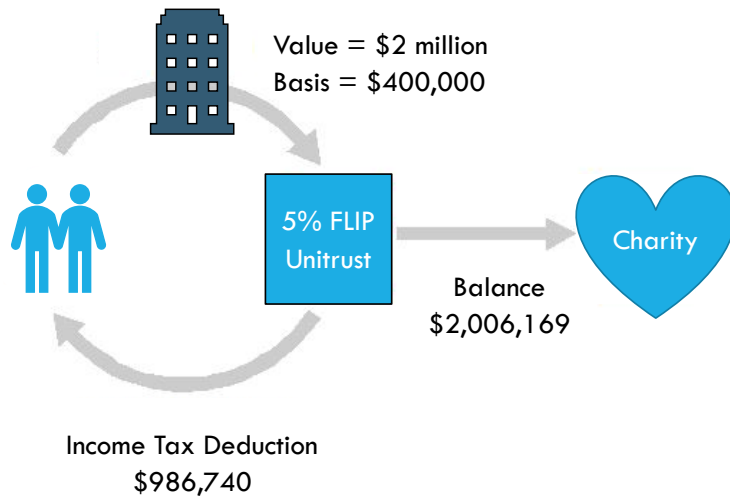 Value = $2 million
Basis = $400,000
5% FLIP
Unitrust
Charity
Balance
$2,006,169
Income Tax Deduction
$986,740